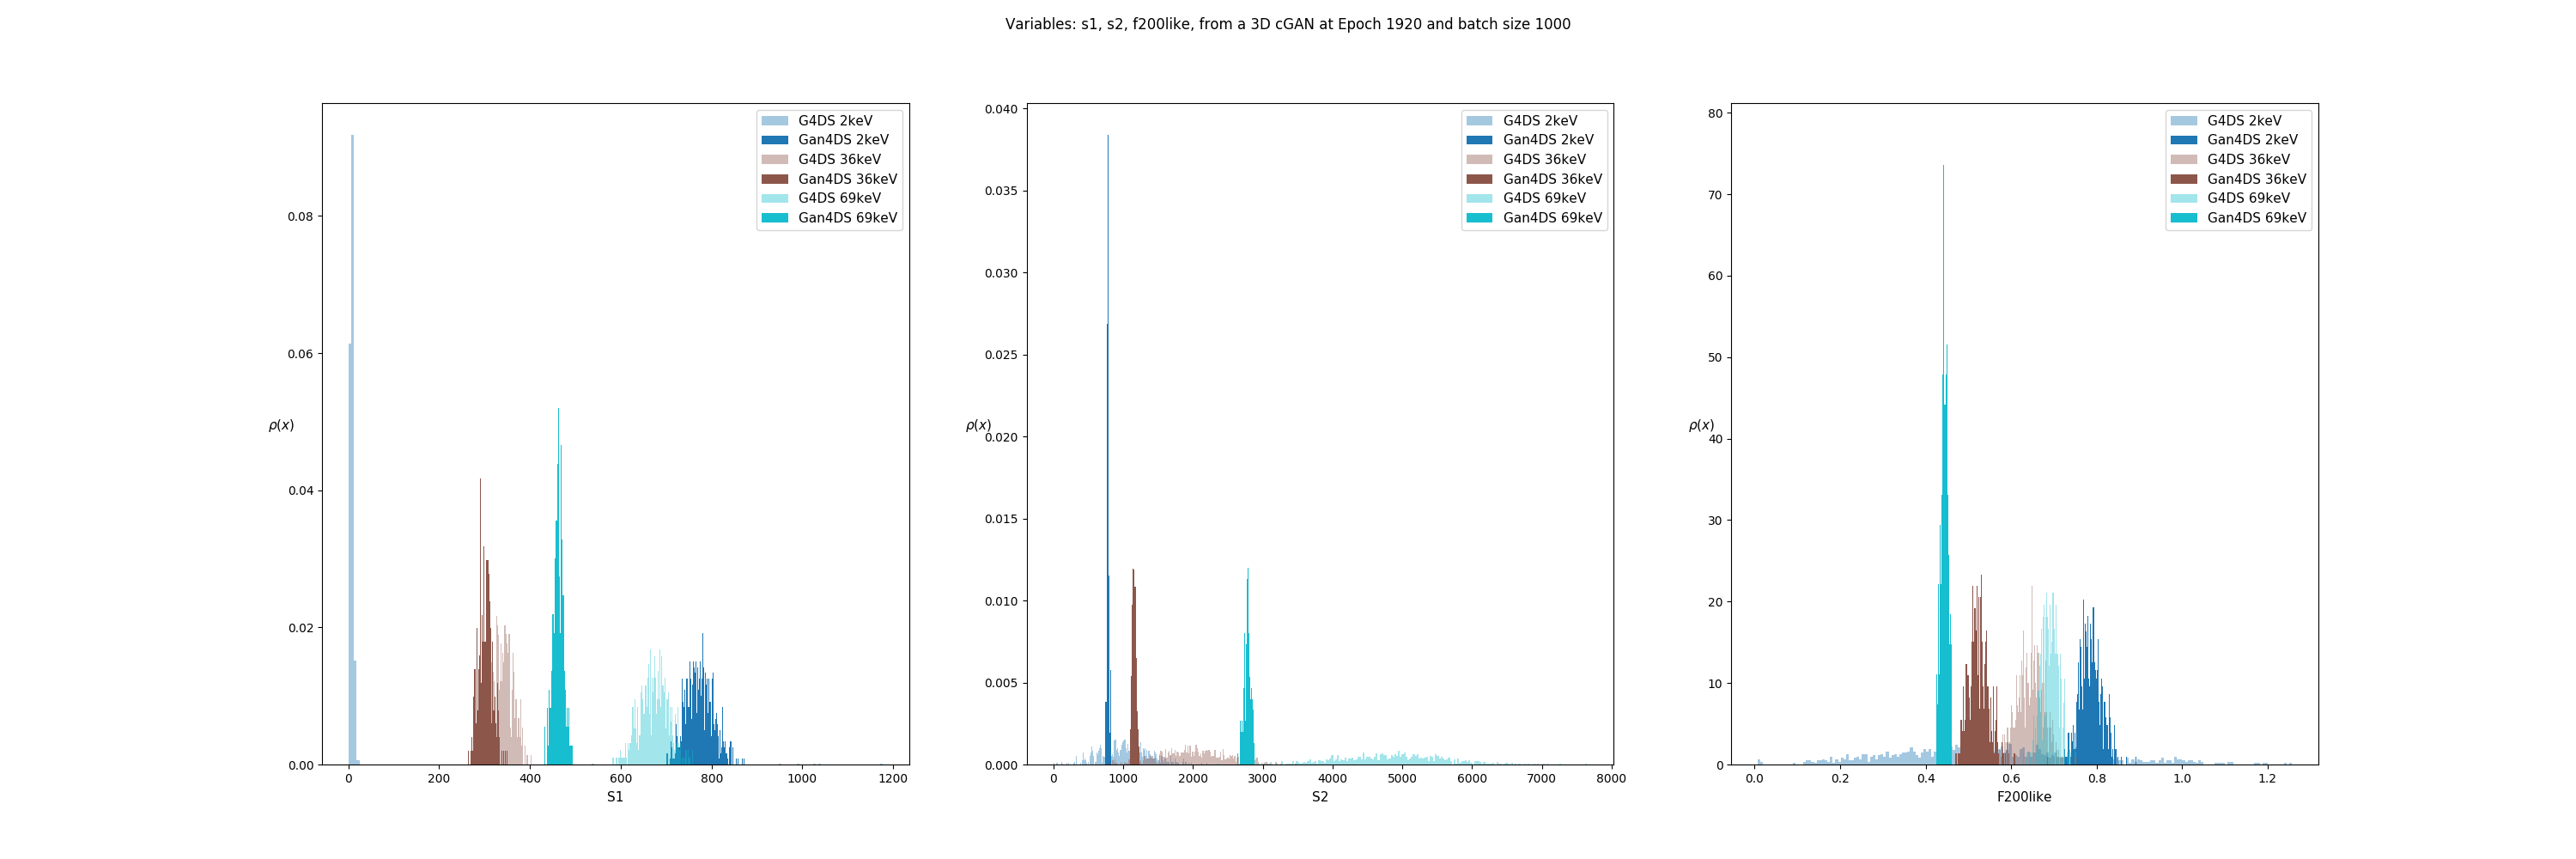 Variables: s1, s2, f200like, from a 3D cGAN at Epoch 1920 and batch size 1000
G4DS 2keV
Gan4DS 2keV
G4DS 36keV
Gan4DS 36keV
G4DS 69keV
Gan4DS 69keV
0.08
0.06
ρ(x)
0.04
0.02
0.00
0 200 400 600 800 1000 1200
S1
0.040
G4DS 2keV
Gan4DS 2keV
G4DS 36keV
Gan4DS 36keV
G4DS 69keV
Gan4DS 69keV
0.035
0.030
0.025
ρ(x)
0.020
0.015
0.010
0.005
0.000
0 1000 2000 3000 4000 5000 6000 7000 8000
S2
80
G4DS 2keV
Gan4DS 2keV
G4DS 36keV
Gan4DS 36keV
G4DS 69keV
Gan4DS 69keV
70
60
50
ρ(x)
40
30
20
10
0
0.0 0.2 0.4 0.6 0.8 1.0 1.2
F200like